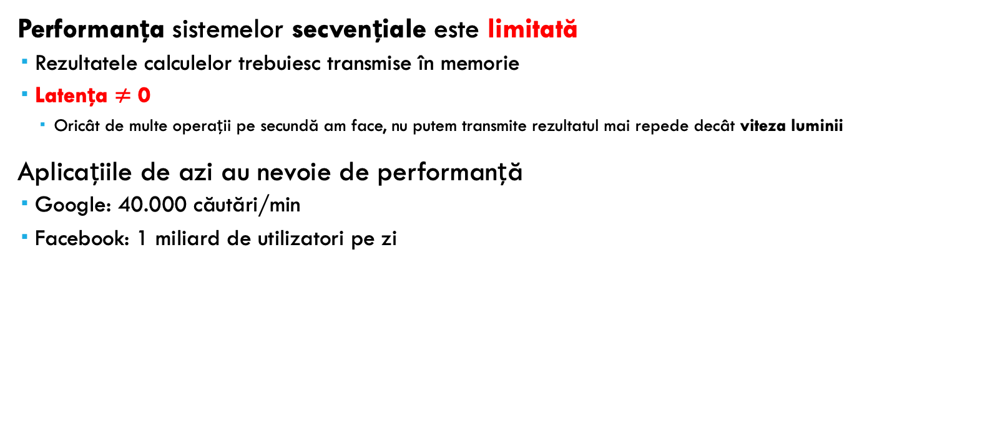 Performanța sistemelor secvențiale este limitată
▪ Rezultatele calculelor trebuiesc transmise în memorie
▪ Latența ≠ 0
▪ Oricât de multe operații pe secundă am face, nu putem transmite rezultatul mai repede decât viteza luminii
Aplicațiile de azi au nevoie de performanță
▪ Google: 40.000 căutări/min
▪ Facebook: 1 miliard de utilizatori pe zi